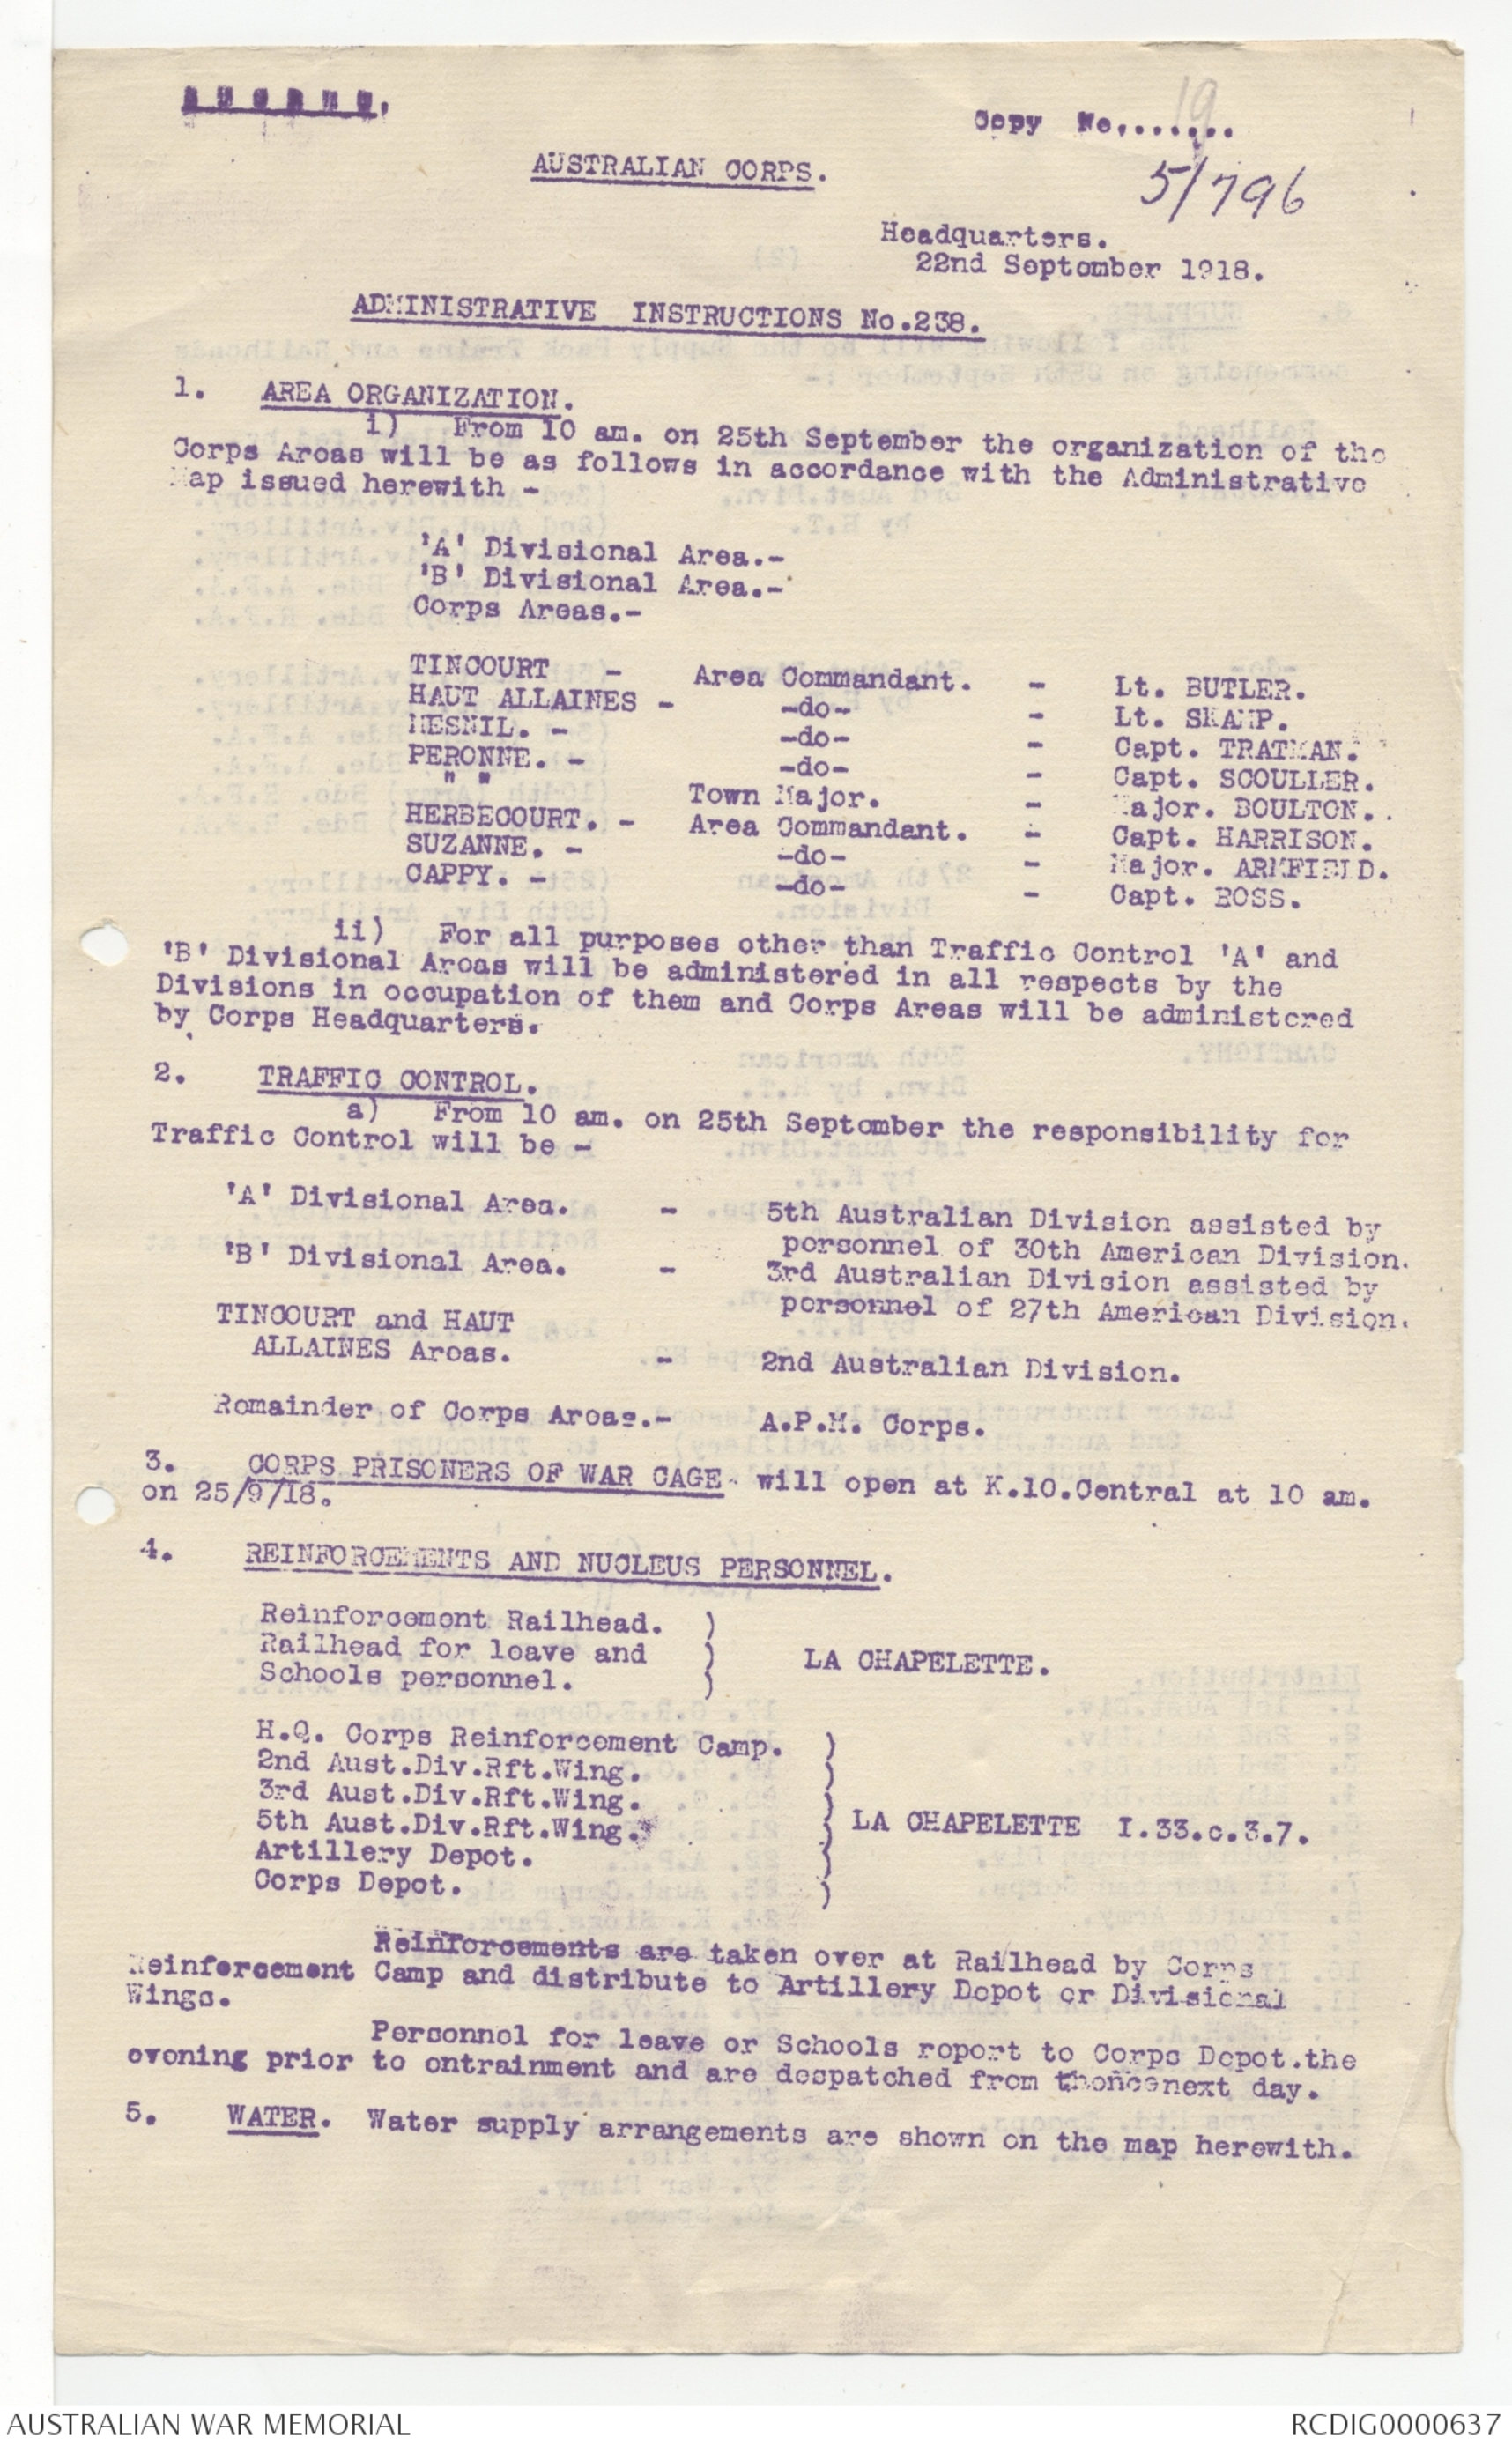 SECRET.
Copy No.......
19
AUSTRALIAN CORPS.
5/796
Headquarters.
22nd September 1918.
ADMINISTRATIVE INSTRUCTIONS No.238.
1. AREA ORGANIZATION.
i) From 10 am. on 25th September the organization of the
Corps Areas will be as follows in accordance with the Administrative
Map issued herewith -
'A' Divisional Area.-
'B' Divisional Area.-
Corps Areas.-
TINCOURT - Area Commandant. - Lt. BUTLER.
HAUT ALLAINES - -do- - Lt. SKAMP.
MESNIL. - -do- - Capt. TRATMAN.
PERONNE. - -do- - Capt. SCOULLER.
" " Town Major. - Major. BOULTON.
HERBECOURT. - Area Commandant. - Capt. HARRISON.
SUZANNE. - -do- - Major. ARMFIELD.
CAPPY. - -do- - Capt. ROSS.
ii) For all purposes other than Traffic Control 'A' and
'B' Divisional Areas will be administered in all respects by the
Divisions in occupation of them and Corps Areas will be administered
by Corps Headquarters.
2. TRAFFIC CONTROL.
a) From 10 am. on 25th September the responsibility for
Traffic Control will be -
'A' Divisional Area. - 5th Australian Division assisted by
personnel of 30th American Division.
'B' Divisional Area. - 3rd Australian Division assisted by
personnel of 27th American Division.
TINCOURT and HAUT
ALLAINES Areas. - 2nd Australian Division.
Remainder of Corps Areas.- A.P.M. Corps.
3. CORPS PRISONERS OF WAR CAGE will open at K.10.Central at 10 am.
on 25/9/18.
4. REINFORCEMENTS AND NUCLEUS PERSONNEL.
Reinforcement Railhead. )
Railhead for leave and ) LA CHAPELETTE.
Schools personnel. )
H.Q. Corps Reinforcement Camp. )
2nd Aust.Div.Rft.Wing. )
3rd Aust.Div.Rft.Wing. )
5th Aust.Div.Rft.Wing. ) LA CHAPELETTE I.33.c.3.7.
Artillery Depot. )
Corps Depot. )
Reinforcements are taken over at Railhead by Corps
Reinforcement Camp and distribute to Artillery Depot or Divisional
Wings.
Personnel for leave or Schools report to Corps Depot.the
evening prior to entrainment and are despatched from thencenext day.
5. WATER. Water supply arrangements are shown on the map herewith.
AUSTRALIAN WAR MEMORIAL
RCDIG0000637